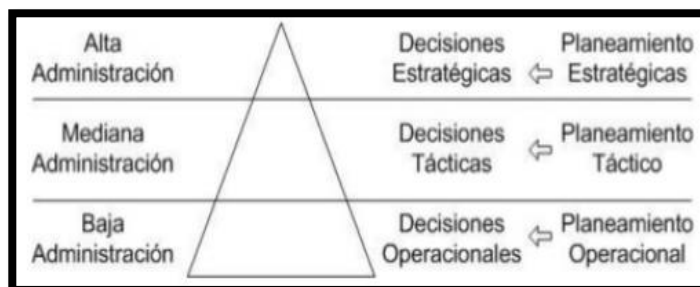 Alta
Administración
Decisiones
Estratégicas
Planeamiento
Estratégicas
Mediana
Administración
Decisiones
Tácticas
Planeamiento
Táctico
Baja
Administración
Decisiones
Operacionales
Planeamiento
Operacional